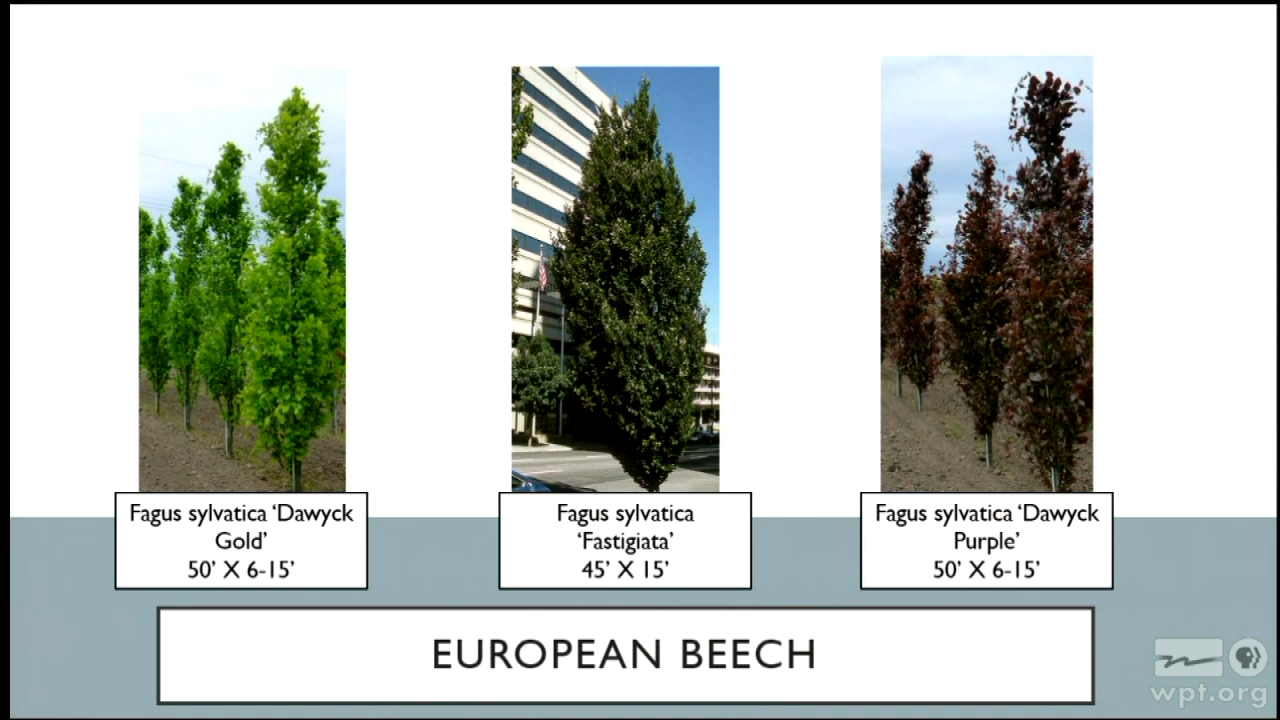 Fagus sylvatica ‘Dawyck
Gold’
50’ X 6-15’
Fagus sylvatica
‘Fastigiata’
45’ X 15’
Fagus sylvatica ‘Dawyck
Purple’
50’ X 6-15’
EUROPEAN BEECH
wpt.org